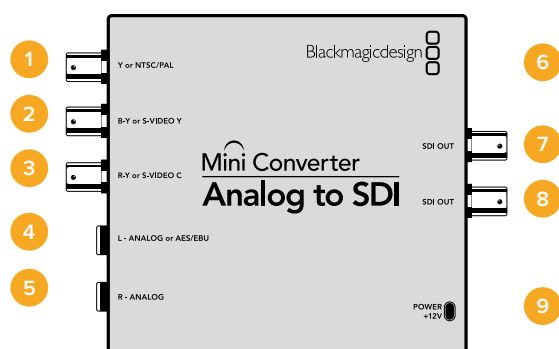 1
Y or NTSC/PAL
2
B-Y or S-VIDEO Y
3
R-Y or S-VIDEO C
4
L - ANALOG or AES/EBU
5
R - ANALOG
Blackmagicdesign
Mini Converter
Analog to SDI
6
SDI OUT
7
SDI OUT
8
POWER
+12V
9